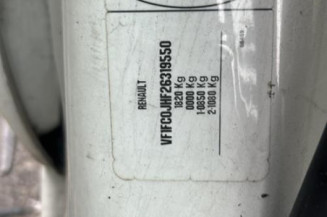 RENAULT
VF1FC0JHF26319550
1820 Kg
0000 Kg
1-0850 Kg
2-1080 Kg